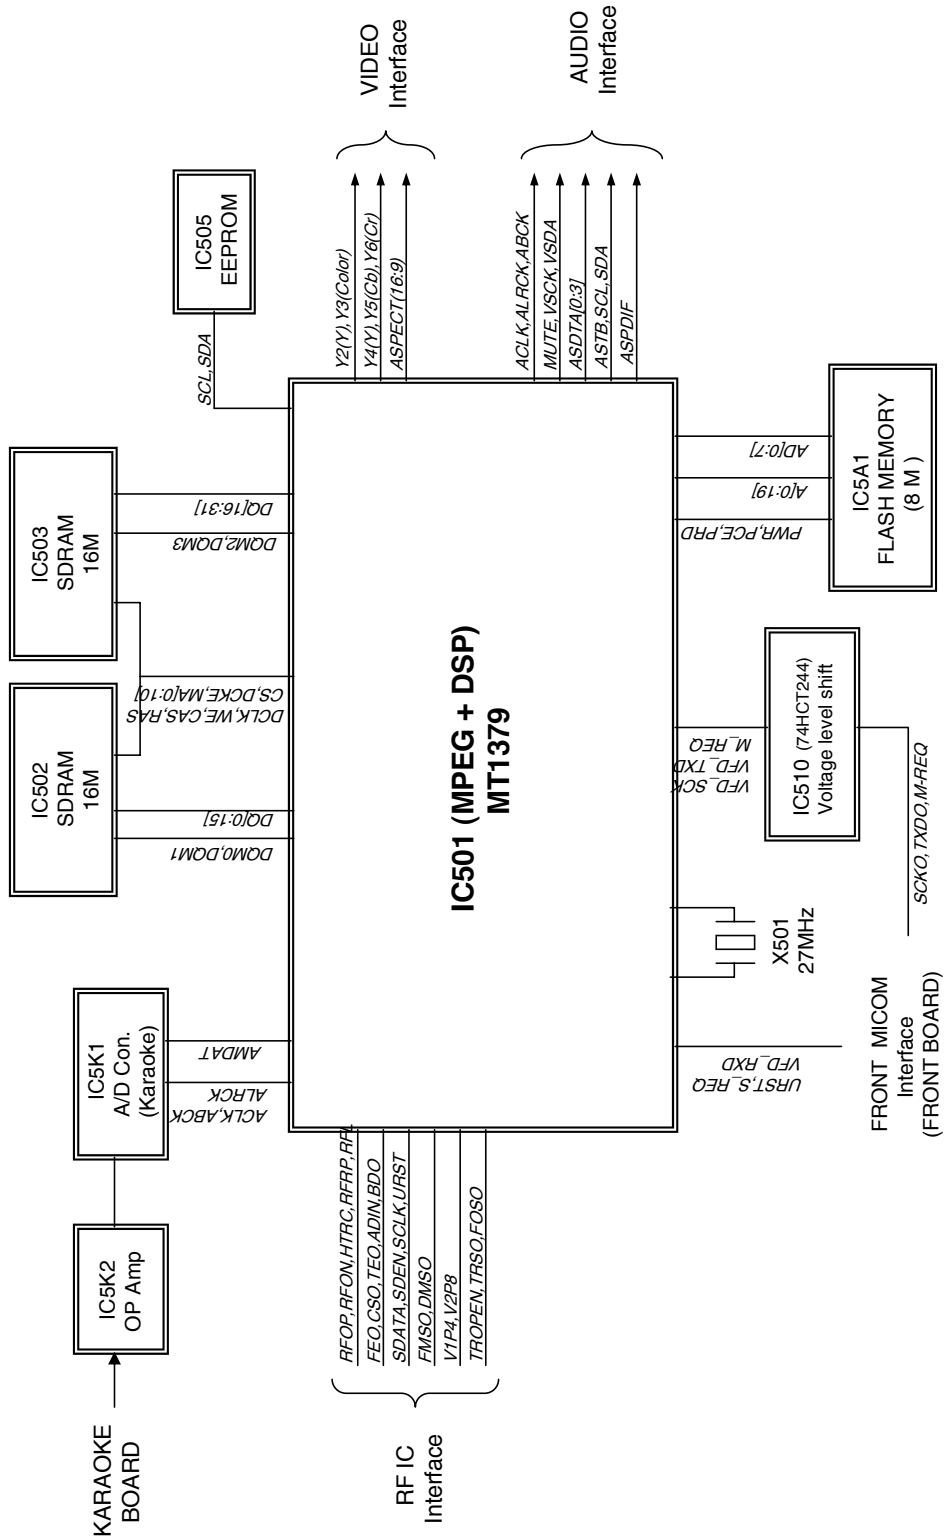 KARAOKE
BOARD
IC5K2
OP Amp
IC5K1
A/D Con.
(Karaoke)
IC502
SDRAM
16M
IC503
SDRAM
16M
IC505
EEPROM
ACLK,ABCK
ALRCK
AMDAT
DQM0,DQM1
DQ[0:15]
DCLK,WE,CAS,RAS
CS,DCKE,MA[0:10]
DQM2,DQM3
DQ[16:31]
SCL,SDA
RF IC
Interface
RFOP,RFON,HTRC,RFRP,RFL
FEO,CSO,TEO,ADIN,BDO
SDATA,SDEN,SCLK,URST
FMSO,DMSO
V1P4,V2P8
TROPEN,TRSO,FOSO
IC501 (MPEG + DSP)
MT1379
Y2(Y),Y3(Color)
Y4(Y),Y5(Cb),Y6(Cr)
ASPECT(16:9)
VIDEO
Interface
ACLK,ALRCK,ABCK
MUTE,VSCK,VSDA
ASDTA[0:3]
ASTB,SCL,SDA
ASPDIF
AUDIO
Interface
URST,S_REQ
VFD_RXD
X501
27MHz
VFD_SCK
VFD_TXD
M_REQ
PWR,PCE,PRD
A[0:19]
AD[0:7]
IC510 (74HCT244)
Voltage level shift
IC5A1
FLASH MEMORY
(8 M )
FRONT MICOM
Interface
(FRONT BOARD)
SCKO,TXDO,M-REQ